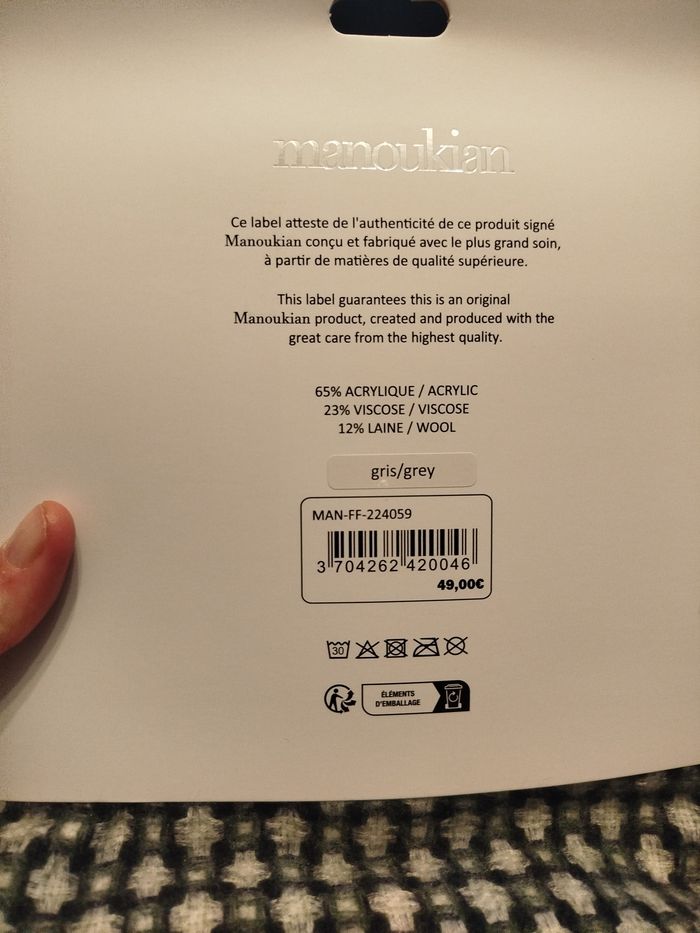 manoukian
Ce label atteste de l'authenticité de ce produit signé
Manoukian conçu et fabriqué avec le plus grand soin,
à partir de matières de qualité supérieure.
This label guarantees this is an original
Manoukian product, created and produced with the
great care from the highest quality.
65% ACRYLIQUE / ACRYLIC
23% VISCOSE / VISCOSE
12% LAINE / WOOL
gris/grey
MAN-FF-224059
3 704262 420046
49,00€
30
ÉLÉMENTS
D'EMBALLAGE